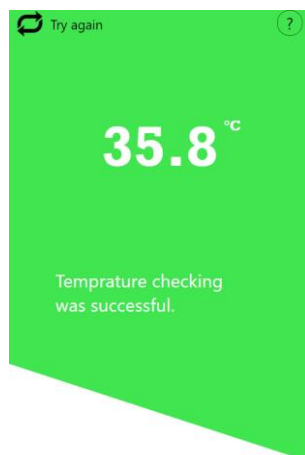 Try again
?
35.8 °C
Temprature checking
was successful.